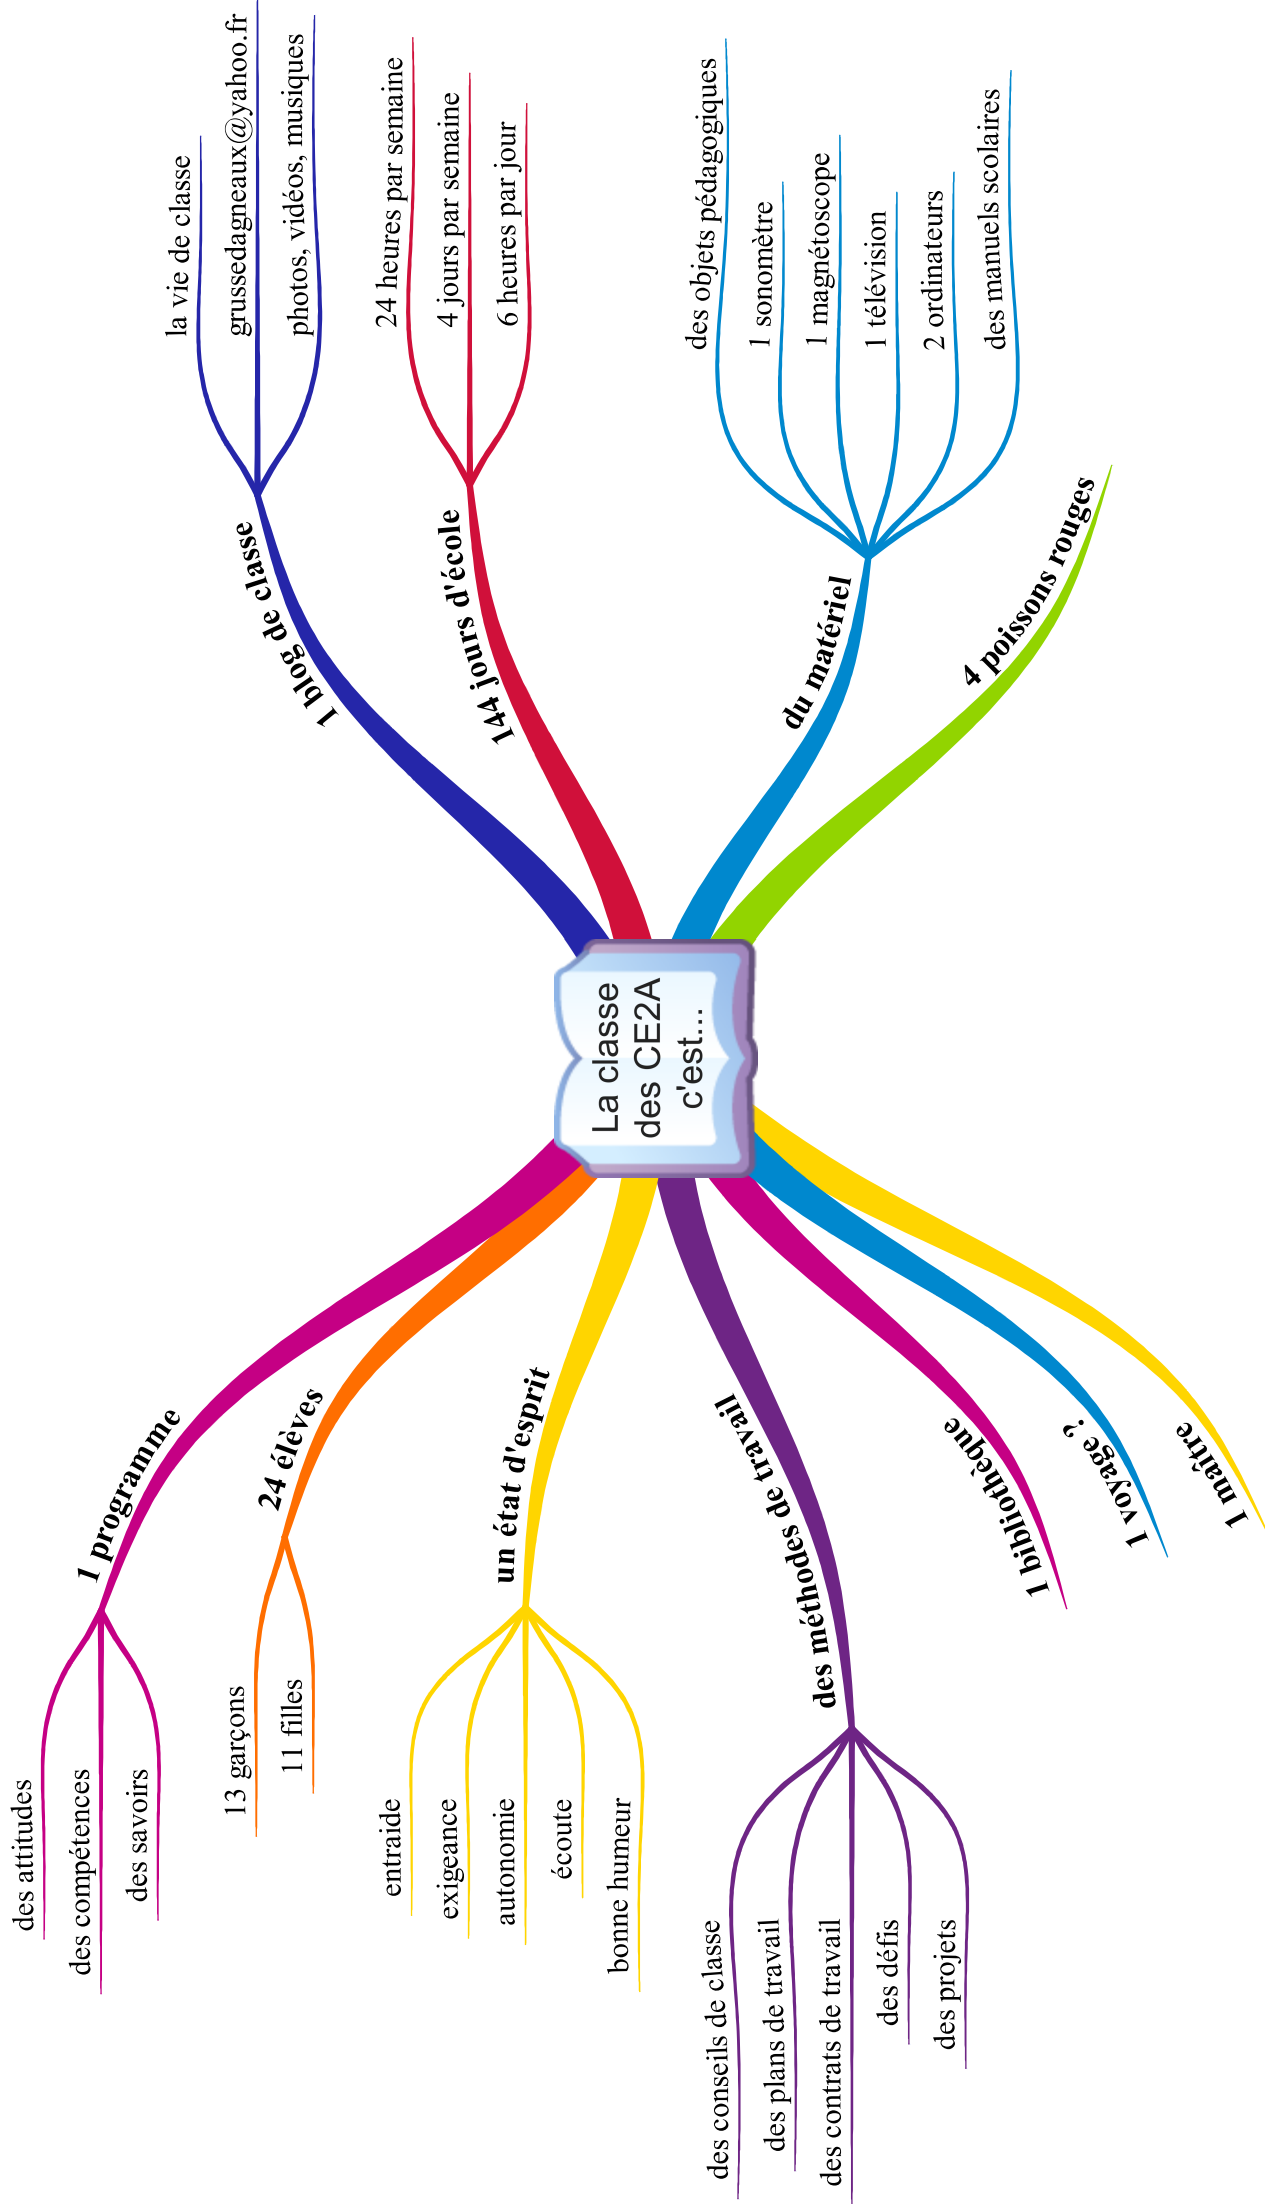 La classe
des CE2A
c'est...
1 blog de classe
la vie de classe
grussedagneaux@yahoo.fr
photos, vidéos, musiques
144 jours d'école
24 heures par semaine
4 jours par semaine
6 heures par jour
du matériel
des objets pédagogiques
1 sonomètre
1 magnétoscope
1 télévision
2 ordinateurs
des manuels scolaires
4 poissons rouges
1 maître
1 voyage ?
1 bibliothèque
des méthodes de travail
des conseils de classe
des plans de travail
des contrats de travail
des défis
des projets
un état d'esprit
entraide
exigeance
autonomie
écoute
bonne humeur
24 élèves
13 garçons
11 filles
1 programme
des attitudes
des compétences
des savoirs